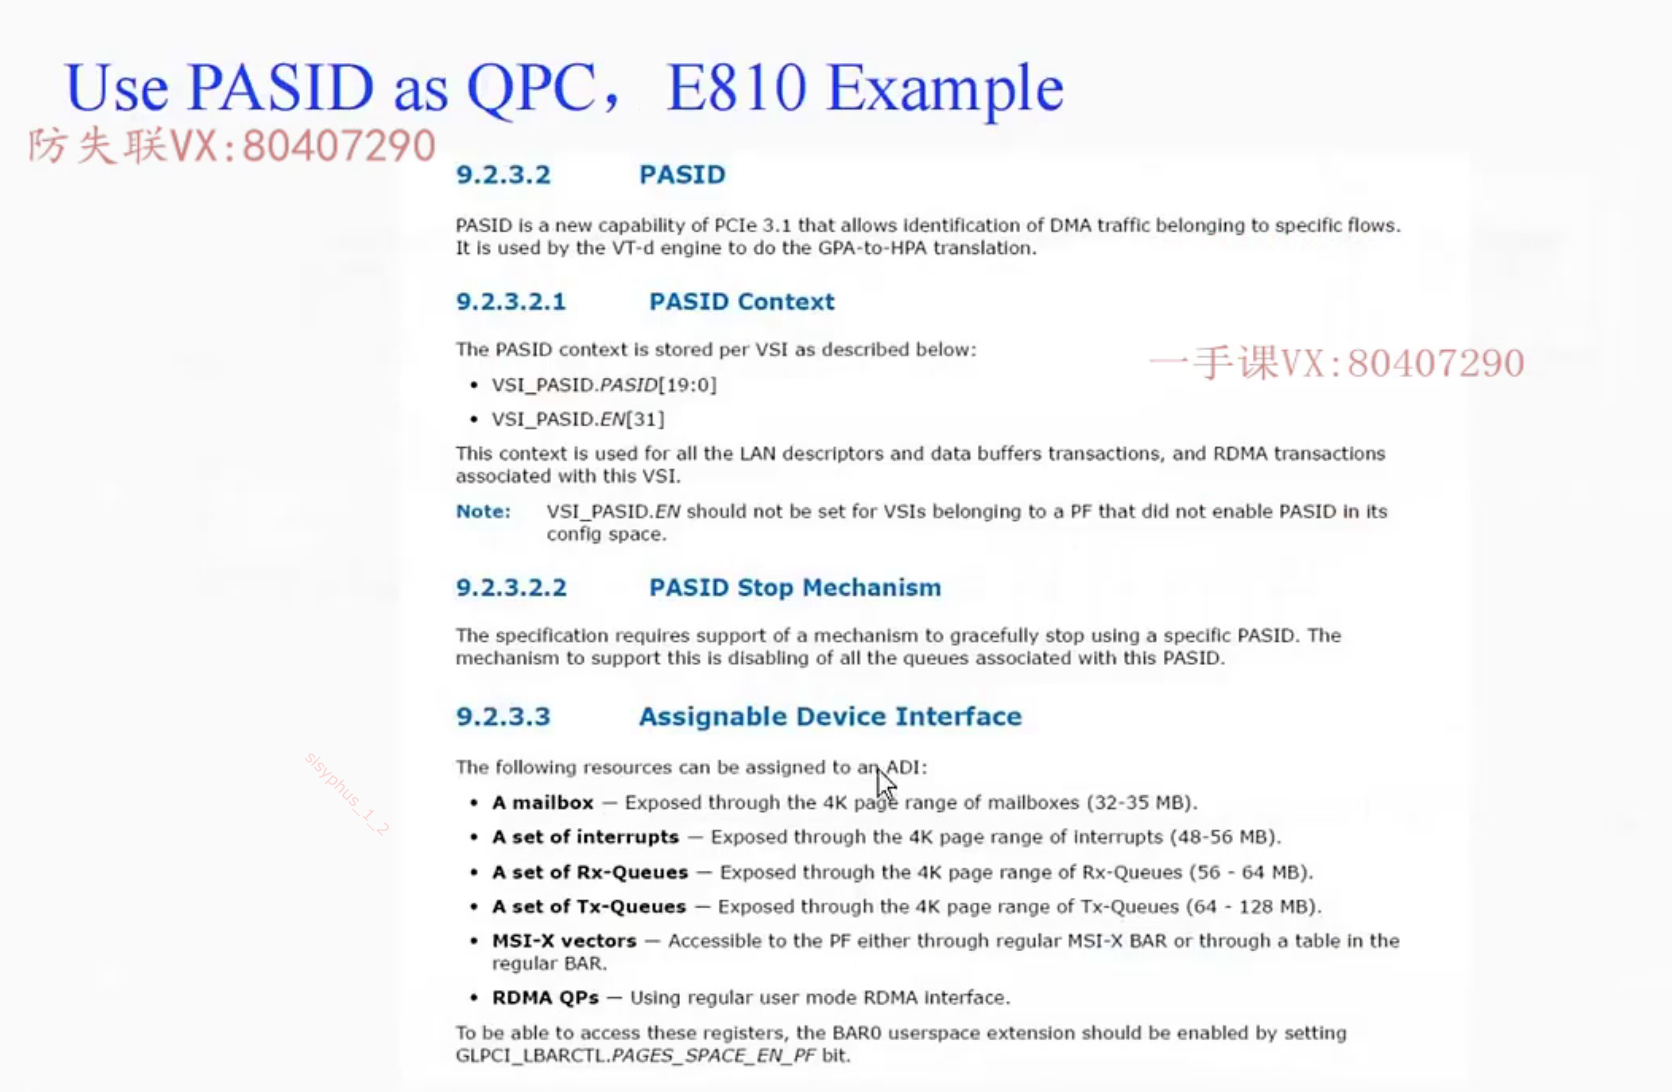 Use PASID as QPC，E810 Example
防失联VX:80407290
9.2.3.2 PASID
PASID is a new capability of PCIe 3.1 that allows identification of DMA traffic belonging to specific flows.
It is used by the VT-d engine to do the GPA-to-HPA translation.
9.2.3.2.1 PASID Context
The PASID context is stored per VSI as described below:
一手课VX:80407290
• VSI_PASID.PASID[19:0]
• VSI_PASID.EN[31]
This context is used for all the LAN descriptors and data buffers transactions, and RDMA transactions
associated with this VSI.
Note: VSI_PASID.EN should not be set for VSIs belonging to a PF that did not enable PASID in its
config space.
9.2.3.2.2 PASID Stop Mechanism
The specification requires support of a mechanism to gracefully stop using a specific PASID. The
mechanism to support this is disabling of all the queues associated with this PASID.
9.2.3.3 Assignable Device Interface
The following resources can be assigned to an ADI:
sisyphus_1_2
• A mailbox — Exposed through the 4K page range of mailboxes (32-35 MB).
• A set of interrupts — Exposed through the 4K page range of interrupts (48-56 MB).
• A set of Rx-Queues — Exposed through the 4K page range of Rx-Queues (56 - 64 MB).
• A set of Tx-Queues — Exposed through the 4K page range of Tx-Queues (64 - 128 MB).
• MSI-X vectors — Accessible to the PF either through regular MSI-X BAR or through a table in the
regular BAR.
• RDMA QPs — Using regular user mode RDMA interface.
To be able to access these registers, the BAR0 userspace extension should be enabled by setting
GLPCI_LBARCTL.PAGES_SPACE_EN_PF bit.